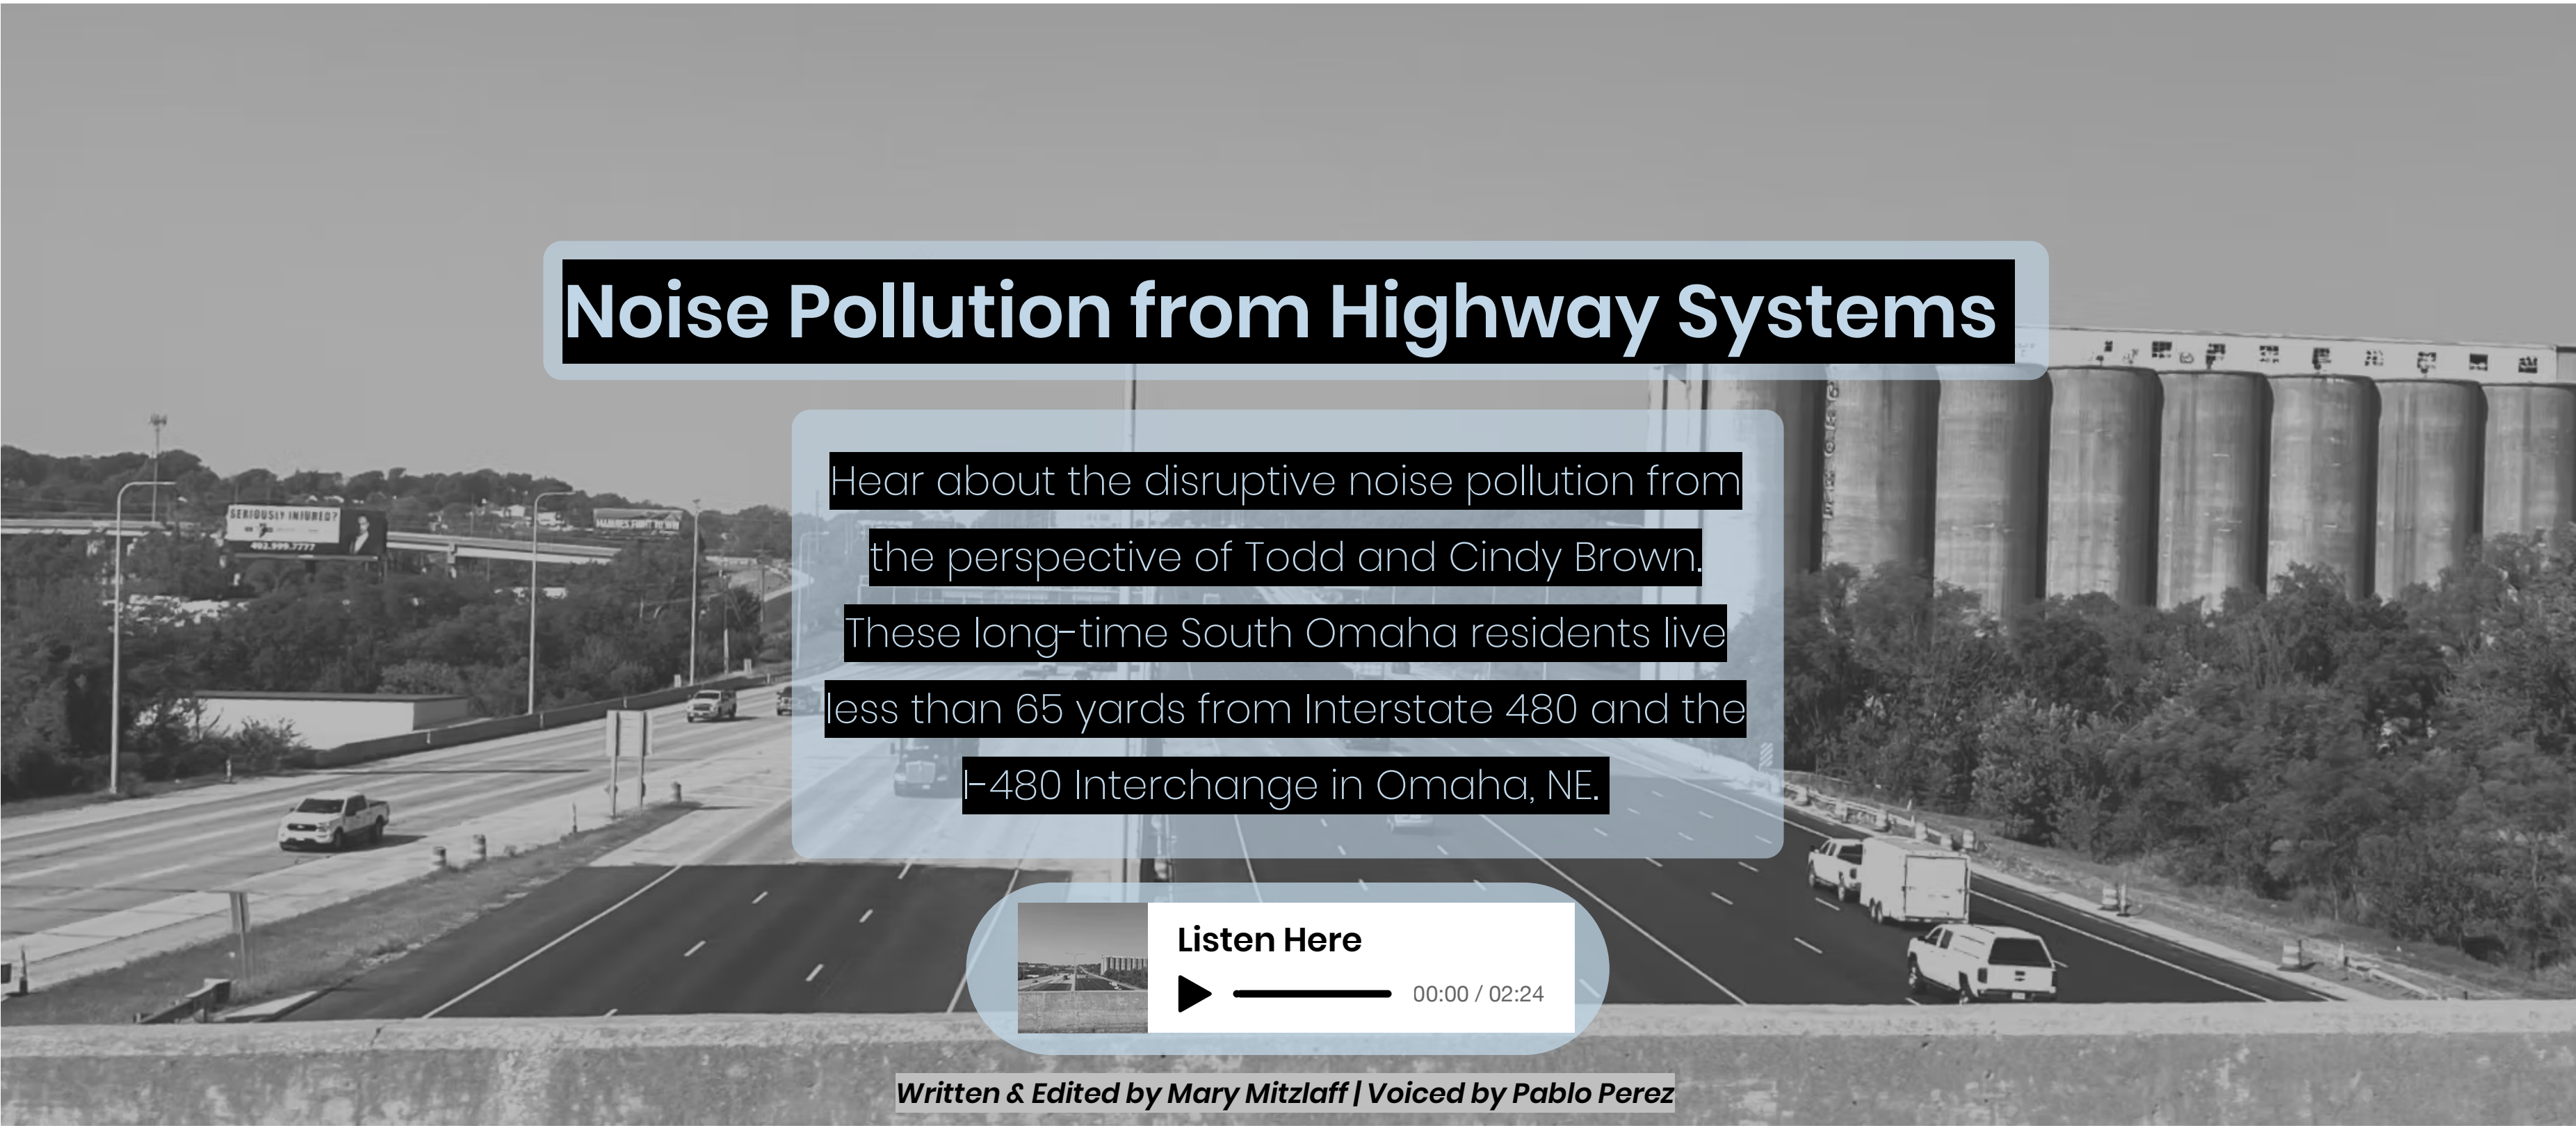 Noise Pollution from Highway Systems
Hear about the disruptive noise pollution from
the perspective of Todd and Cindy Brown.
These long-time South Omaha residents live
less than 65 yards from Interstate 480 and the
I-480 Interchange in Omaha, NE.
SERIOUSLY INJURED?
402.999.7777
Listen Here
00:00 / 02:24
Written & Edited by Mary Mitzlaff | Voiced by Pablo Perez